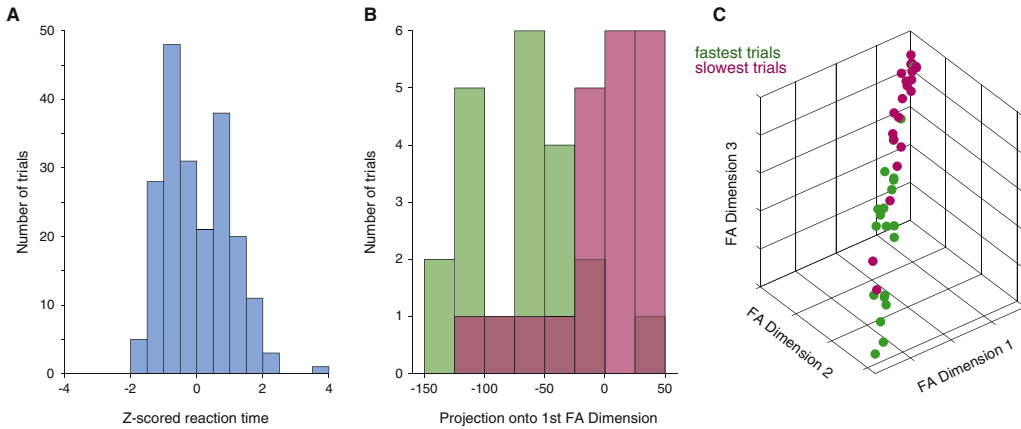 A
50
40
30
20
10
0
-4
-2
0
2
4
Number of trials
Z-scored reaction time
B
6
5
4
3
2
1
0
-150
-100
-50
0
50
Number of trials
Projection onto 1st FA Dimension
C
fastest trials
slowest trials
FA Dimension 3
FA Dimension 2
FA Dimension 1